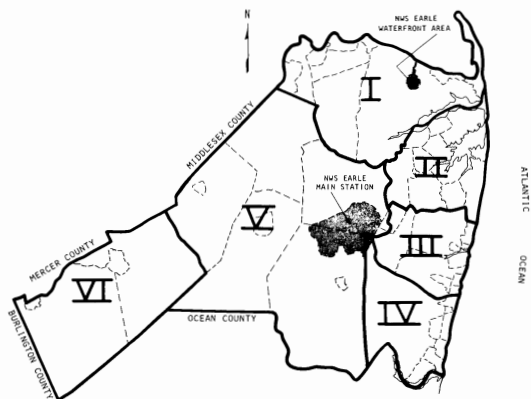 N
NWS EARLE
WATERFRONT AREA
I
MIDDLESEX COUNTY
II
ATLANTIC
OCEAN
NWS EARLE
MAIN STATION
V
III
MERCER COUNTY
VI
BURLINGTON COUNTY
OCEAN COUNTY
IV